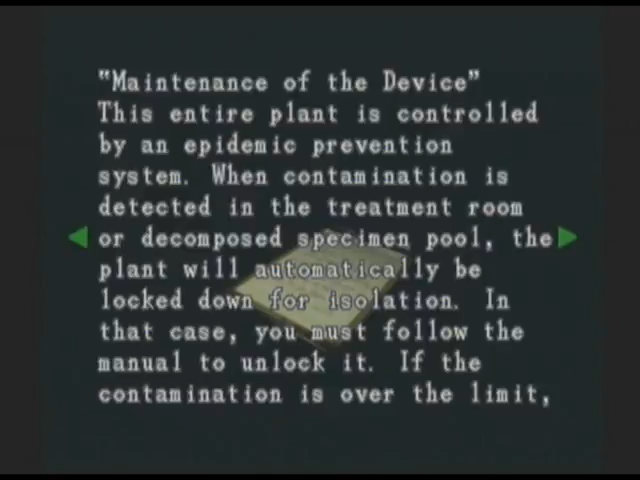 "Maintenance of the Device"
This entire plant is controlled
by an epidemic prevention
system. When contamination is
detected in the treatment room
or decomposed specimen pool, the
plant will automatically be
locked down for isolation. In
that case, you must follow the
manual to unlock it. If the
contamination is over the limit,